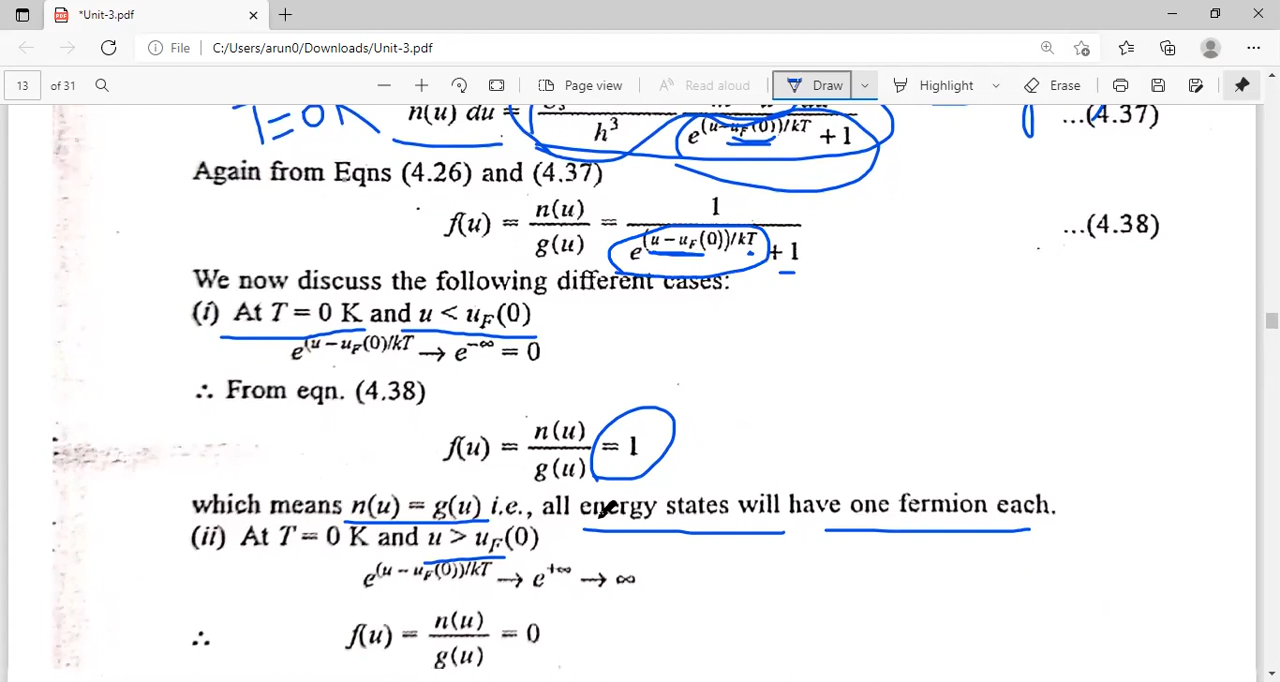 *Unit-3.pdf
File C:/Users/arun0/Downloads/Unit-3.pdf
13 of 31 Page view Read aloud Draw Highlight Erase
T=0K n(u) du = h³ e^(u−u_F(0))/kT + 1 ...(4.37)
Again from Eqns (4.26) and (4.37)
f(u) = n(u)/g(u) = 1/(e^(u−u_F(0))/kT + 1) ...(4.38)
We now discuss the following different cases:
(i) At T = 0 K and u < u_F(0)
e^(u−u_F(0)/kT → e^−∞ = 0
∴ From eqn. (4.38)
f(u) = n(u)/g(u) = 1
which means n(u) = g(u) i.e., all energy states will have one fermion each.
(ii) At T = 0 K and u > u_F(0)
e^(u−u_F(0))/kT → e^+∞ → ∞
∴ f(u) = n(u)/g(u) = 0